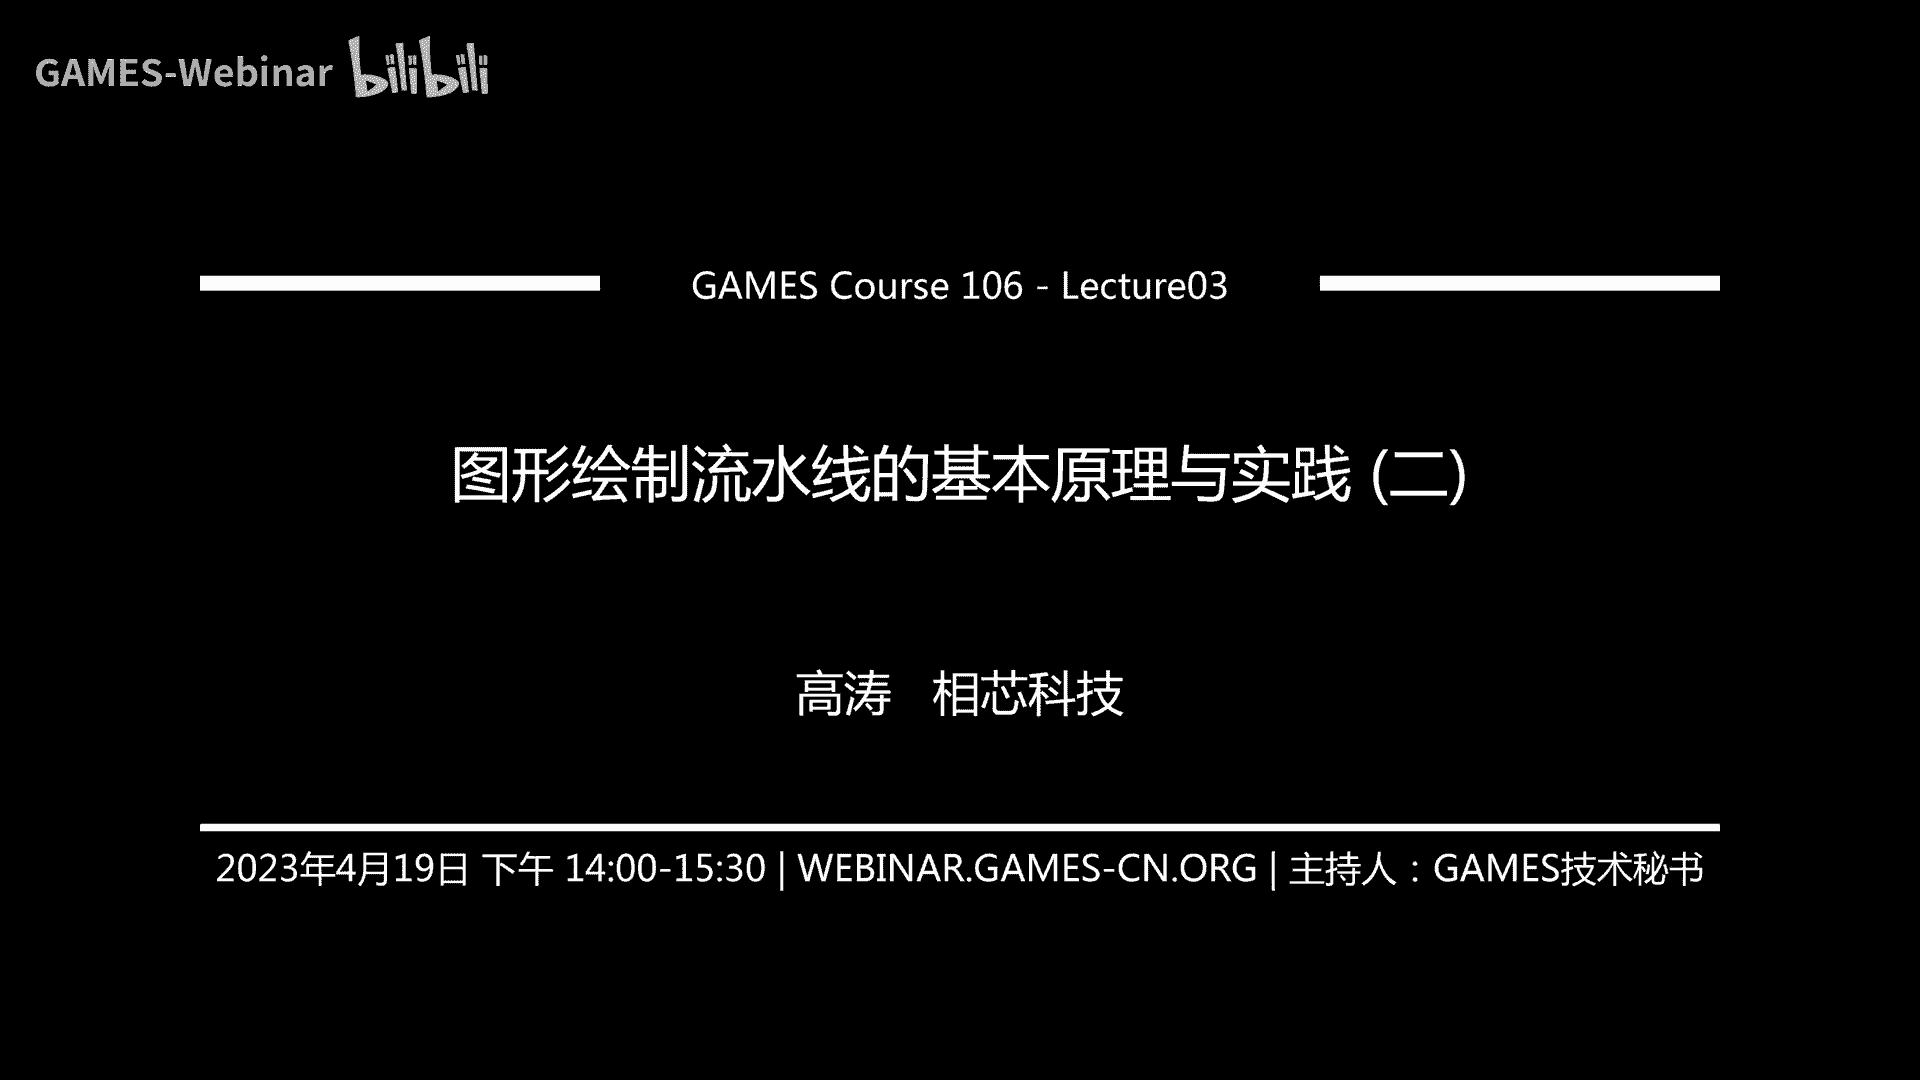 GAMES-Webinar bilibili
GAMES Course 106 - Lecture03
图形绘制流水线的基本原理与实践 (二)
高涛 相芯科技
2023年4月19日 下午 14:00-15:30 | WEBINAR.GAMES-CN.ORG | 主持人：GAMES技术秘书